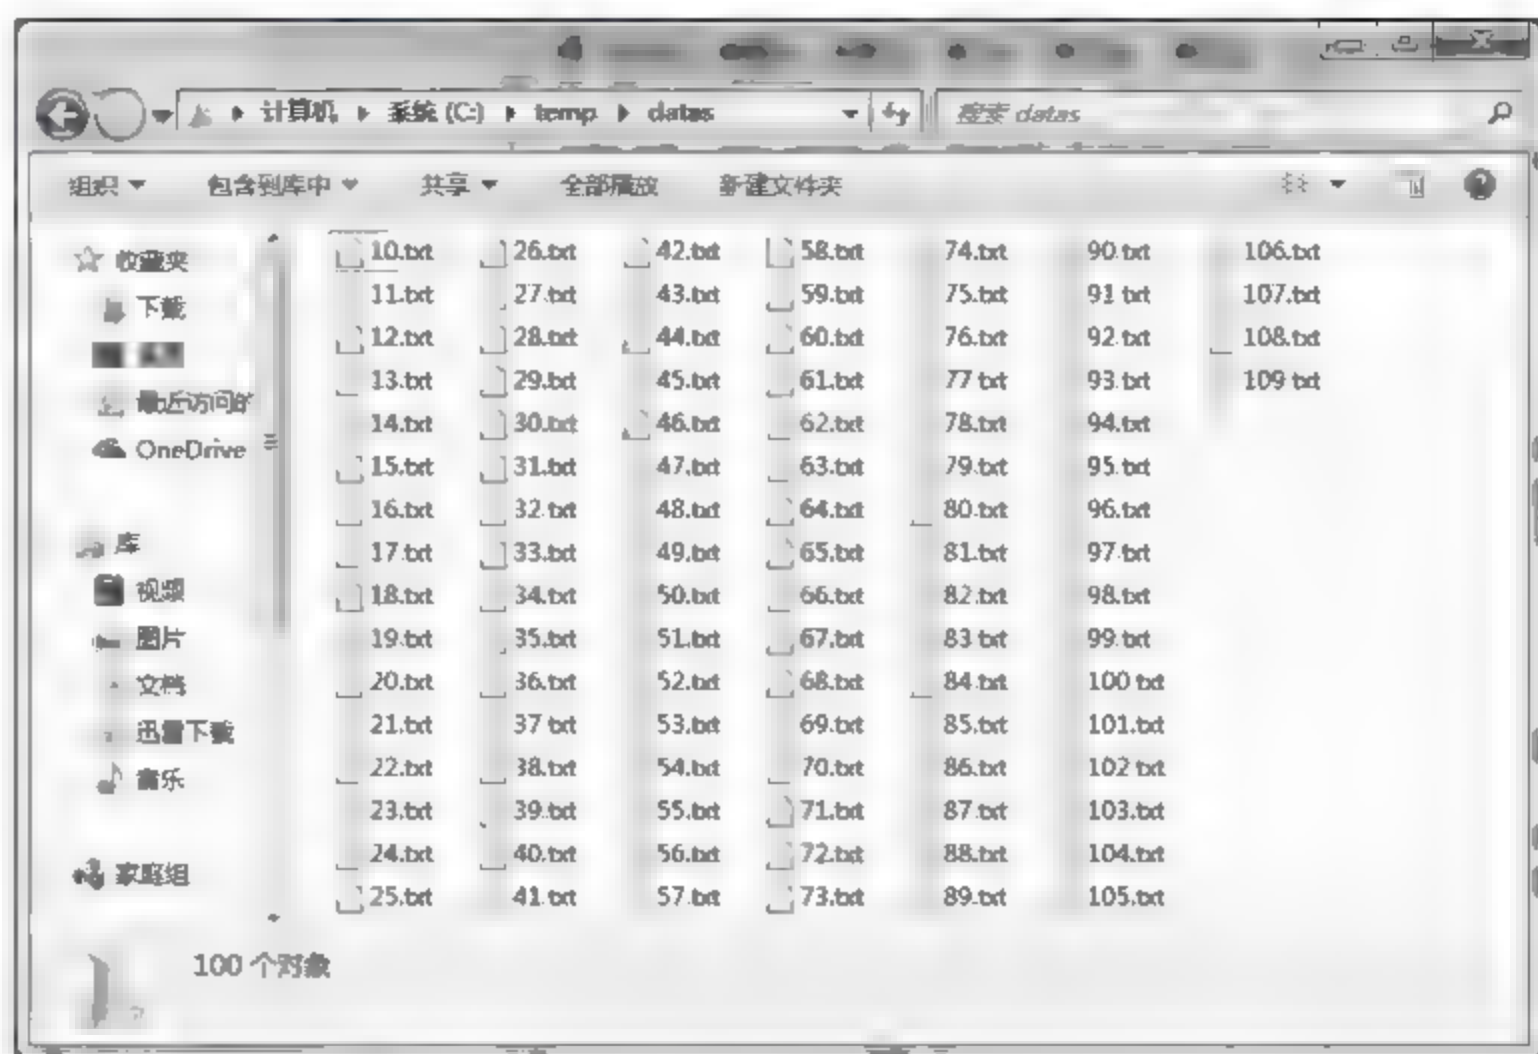 计算机 系统 (C:) temp datas 搜索 datas
组织 包含到库中 共享 全部播放 新建文件夹
收藏夹
下载
最近访问的
OneDrive
库
视频
图片
文档
迅雷下载
音乐
家庭组
10.txt 26.txt 42.txt 58.txt 74.txt 90.txt 106.txt
11.txt 27.txt 43.txt 59.txt 75.txt 91.txt 107.txt
12.txt 28.txt 44.txt 60.txt 76.txt 92.txt 108.txt
13.txt 29.txt 45.txt 61.txt 77.txt 93.txt 109.txt
14.txt 30.txt 46.txt 62.txt 78.txt 94.txt
15.txt 31.txt 47.txt 63.txt 79.txt 95.txt
16.txt 32.txt 48.txt 64.txt 80.txt 96.txt
17.txt 33.txt 49.txt 65.txt 81.txt 97.txt
18.txt 34.txt 50.txt 66.txt 82.txt 98.txt
19.txt 35.txt 51.txt 67.txt 83.txt 99.txt
20.txt 36.txt 52.txt 68.txt 84.txt 100.txt
21.txt 37.txt 53.txt 69.txt 85.txt 101.txt
22.txt 38.txt 54.txt 70.txt 86.txt 102.txt
23.txt 39.txt 55.txt 71.txt 87.txt 103.txt
24.txt 40.txt 56.txt 72.txt 88.txt 104.txt
25.txt 41.txt 57.txt 73.txt 89.txt 105.txt
100 个对象